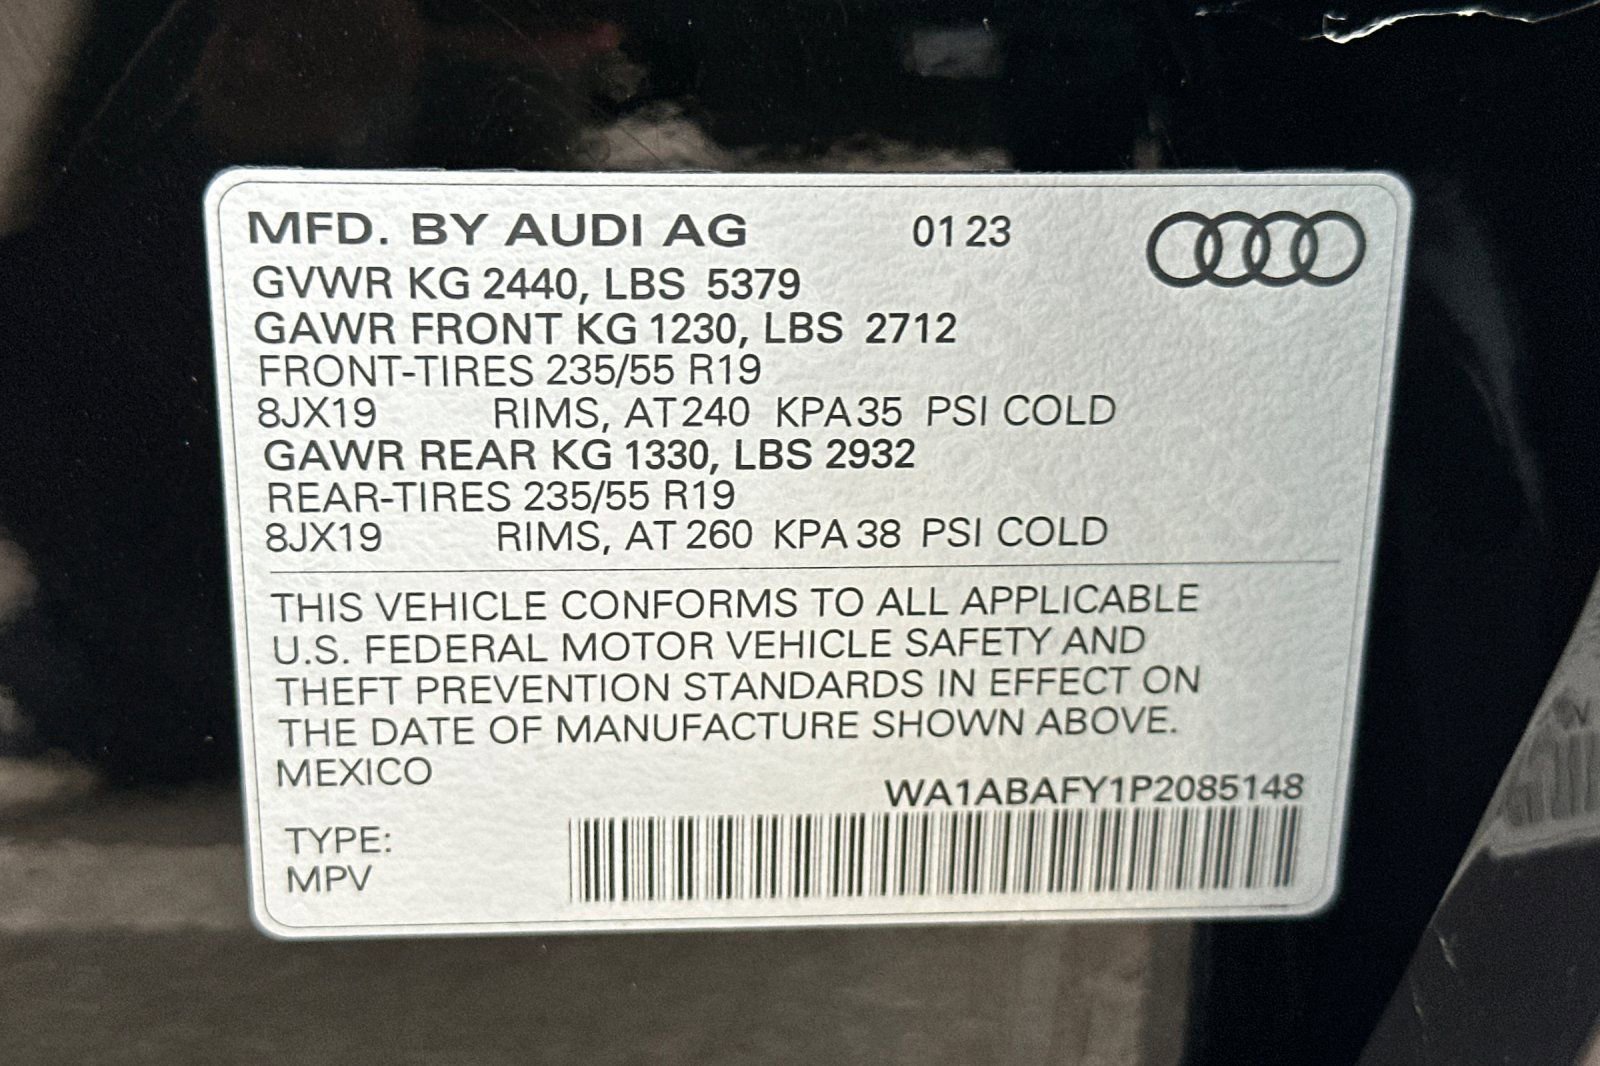 MFD. BY AUDI AG 01 23
GVWR KG 2440, LBS 5379
GAWR FRONT KG 1230, LBS 2712
FRONT-TIRES 235/55 R19
8JX19 RIMS, AT 240 KPA 35 PSI COLD
GAWR REAR KG 1330, LBS 2932
REAR-TIRES 235/55 R19
8JX19 RIMS, AT 260 KPA 38 PSI COLD
THIS VEHICLE CONFORMS TO ALL APPLICABLE
U.S. FEDERAL MOTOR VEHICLE SAFETY AND
THEFT PREVENTION STANDARDS IN EFFECT ON
THE DATE OF MANUFACTURE SHOWN ABOVE.
MEXICO
WA1ABAFY1P2085148
TYPE:
MPV